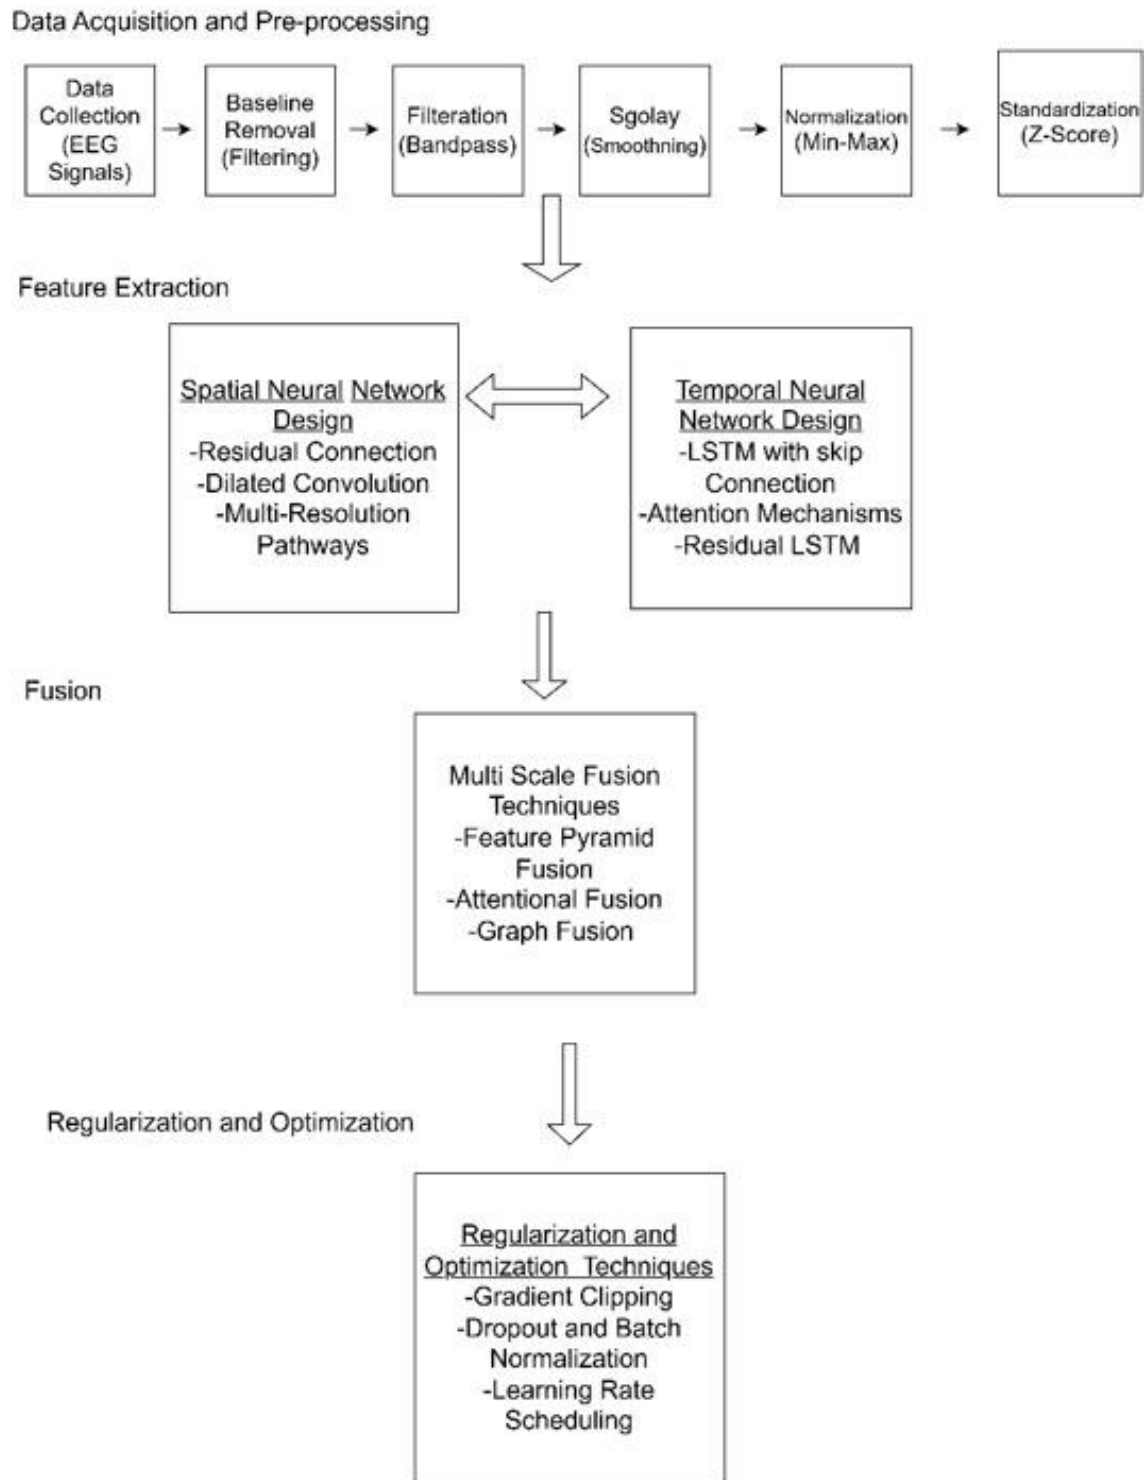 Data Acquisition and Pre-processing
Data
Collection
(EEG
Signals)
Baseline
Removal
(Filtering)
Filteration
(Bandpass)
Sgolay
(Smoothning)
Normalization
(Min-Max)
Standardization
(Z-Score)
Feature Extraction
Spatial Neural Network
Design
-Residual Connection
-Dilated Convolution
-Multi-Resolution
Pathways
Temporal Neural
Network Design
-LSTM with skip
Connection
-Attention Mechanisms
-Residual LSTM
Fusion
Multi Scale Fusion
Techniques
-Feature Pyramid
Fusion
-Attentional Fusion
-Graph Fusion
Regularization and Optimization
Regularization and
Optimization Techniques
-Gradient Clipping
-Dropout and Batch
Normalization
-Learning Rate
Scheduling